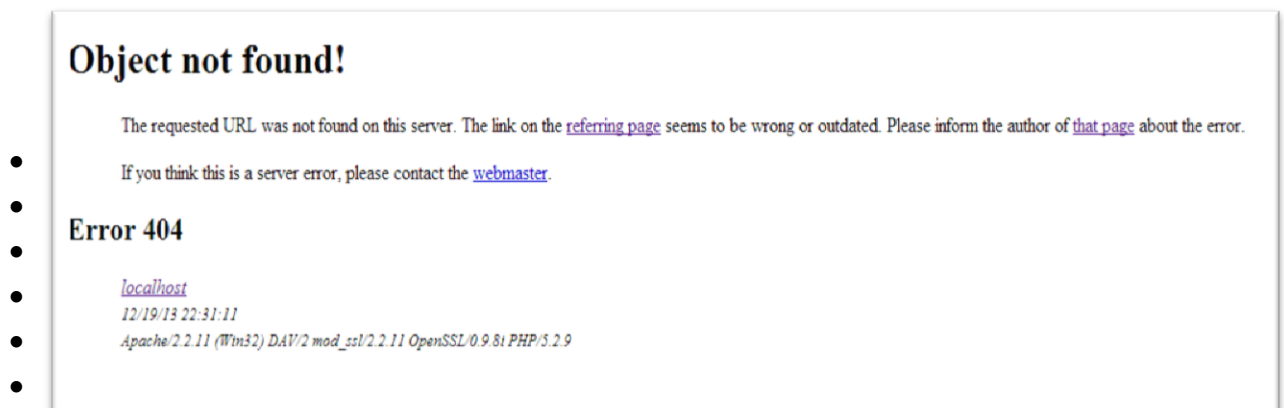 Object not found!
The requested URL was not found on this server. The link on the referring page seems to be wrong or outdated. Please inform the author of that page about the error.
If you think this is a server error, please contact the webmaster.
Error 404
localhost
12/19/13 22:31:11
Apache/2.2.11 (Win32) DAV/2 mod_ssl/2.2.11 OpenSSL/0.9.8i PHP/5.2.9